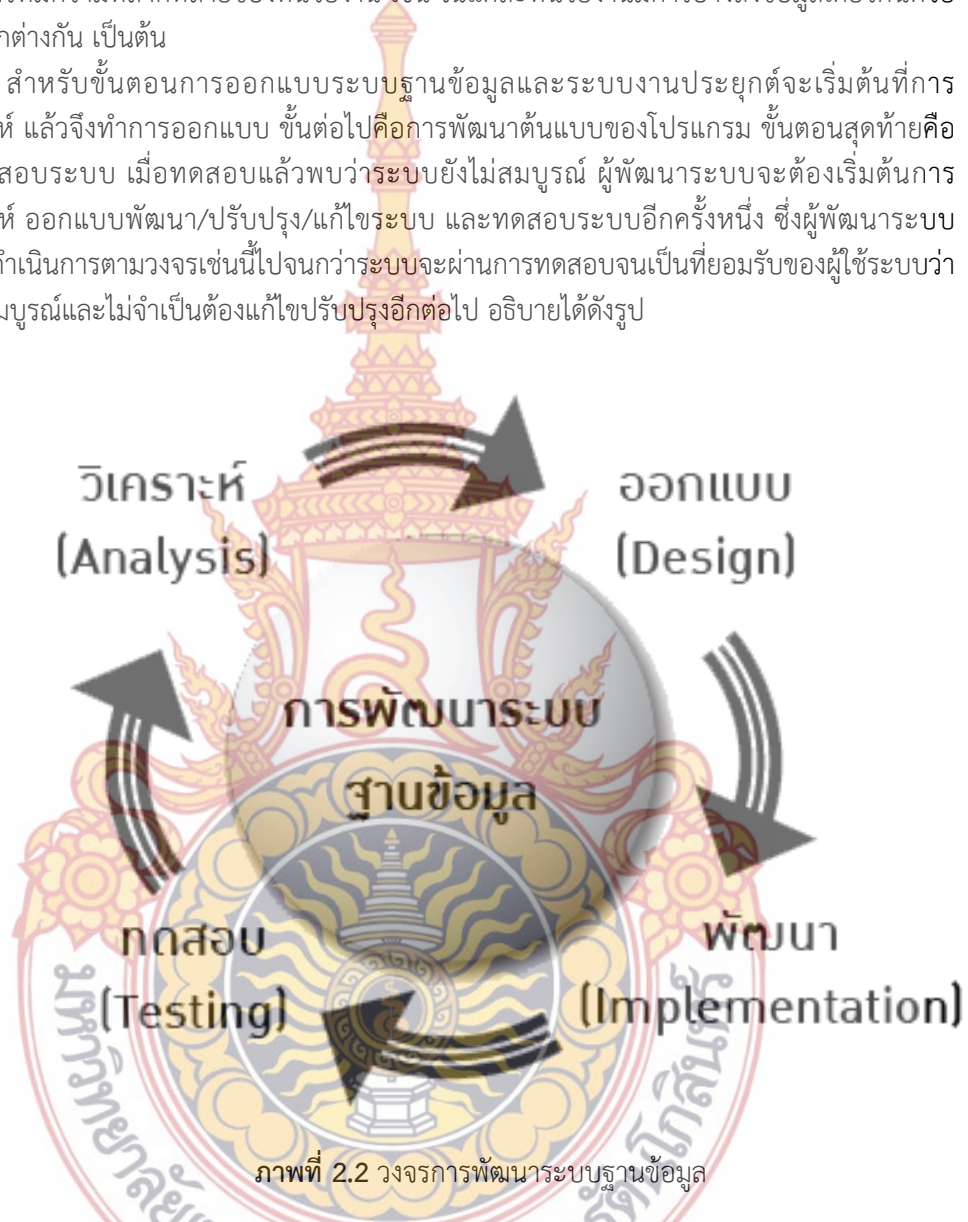 กต่างกัน เป็นต้น
สำหรับขั้นตอนการออกแบบระบบฐานข้อมูลและระบบงานประยุกต์จะเริ่มต้นที่การ
ห์ แล้วจึงทำการออกแบบ ขั้นต่อไปคือการพัฒนาต้นแบบของโปรแกรม ขั้นตอนสุดท้ายคือ
สอบระบบ เมื่อทดสอบแล้วพบว่าระบบยังไม่สมบูรณ์ ผู้พัฒนาระบบจะต้องเริ่มต้นการ
ห์ ออกแบบพัฒนา/ปรับปรุง/แก้ไขระบบ และทดสอบระบบอีกครั้งหนึ่ง ซึ่งผู้พัฒนาระบบ
ำเนินการตามวงจรเช่นนี้ไปจนกว่าระบบจะผ่านการทดสอบจนเป็นที่ยอมรับของผู้ใช้ระบบว่า
มบูรณ์และไม่จำเป็นต้องแก้ไขปรับปรุงอีกต่อไป อธิบายได้ดังรูป
วิเคราะห์
(Analysis)
ออกแบบ
(Design)
การพัฒนาระบบ
ฐานข้อมูล
ทดสอบ
(Testing)
พัฒนา
(Implementation)
ภาพที่ 2.2 วงจรการพัฒนาระบบฐานข้อมูล
มหาวิทยาลัย
รัตนโกสินทร์